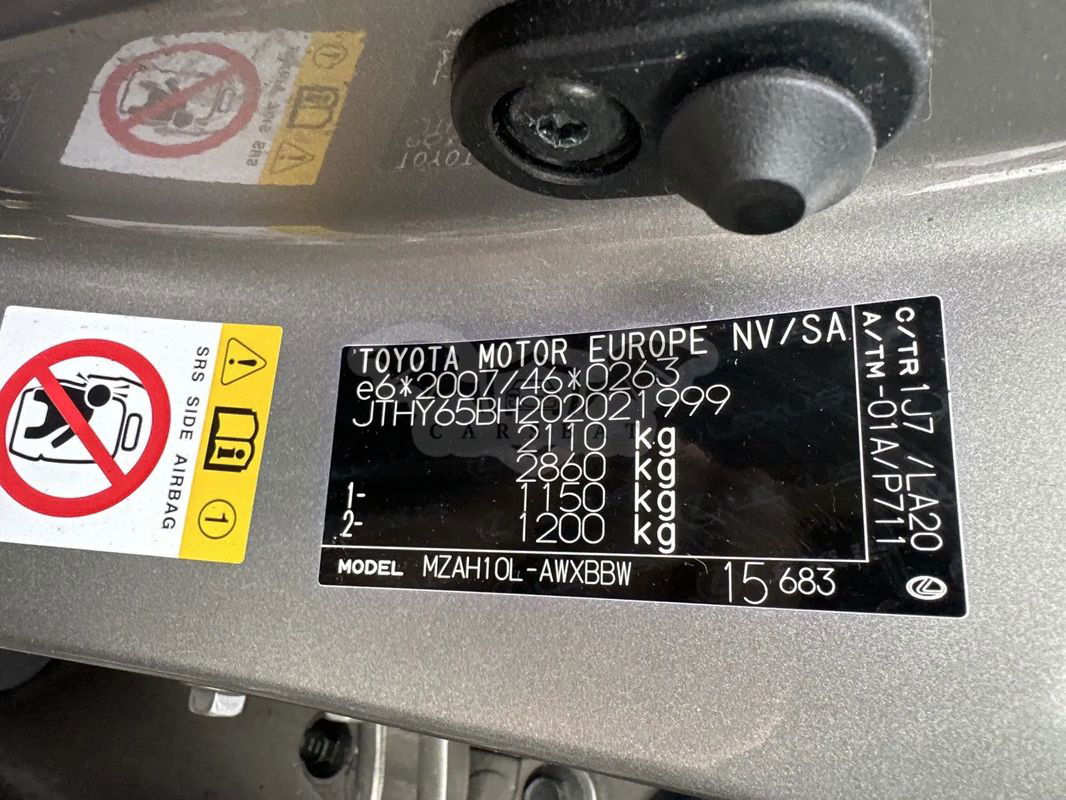 SRS SIDE AIRBAG
TOYOTA MOTOR EUROPE NV/SA
e6*2007/46*0263
JTHY65BH202021999
2110 kg
2860 kg
1- 1150 kg
2- 1200 kg
MODEL MZAH10L-AWXBBW 15 683
C/TR 1J7 /LA20
A/TM-01A/P711